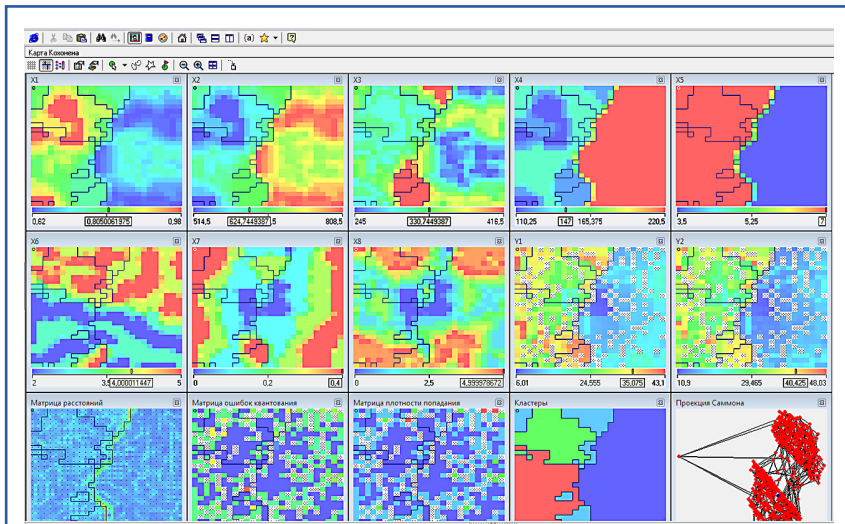 {a}
Карта Кохонена
X1
X2
X3
X4
X5
0,62 0,8050061975 0,98
514,5 624,7449387 5 808,5
245 330,7449387 416,5
110,25 147 165,375 220,5
3,5 5,25 7
X6
X7
X8
Y1
Y2
2 3,5 4,000011447 5
0 0,2 0,4
0 2,5 4,999978672
6,01 24,555 35,075 43,1
10,9 29,465 40,425 48,03
Матрица расстояний
Матрица ошибок квантования
Матрица плотности попадания
Кластеры
Проекция Саммона